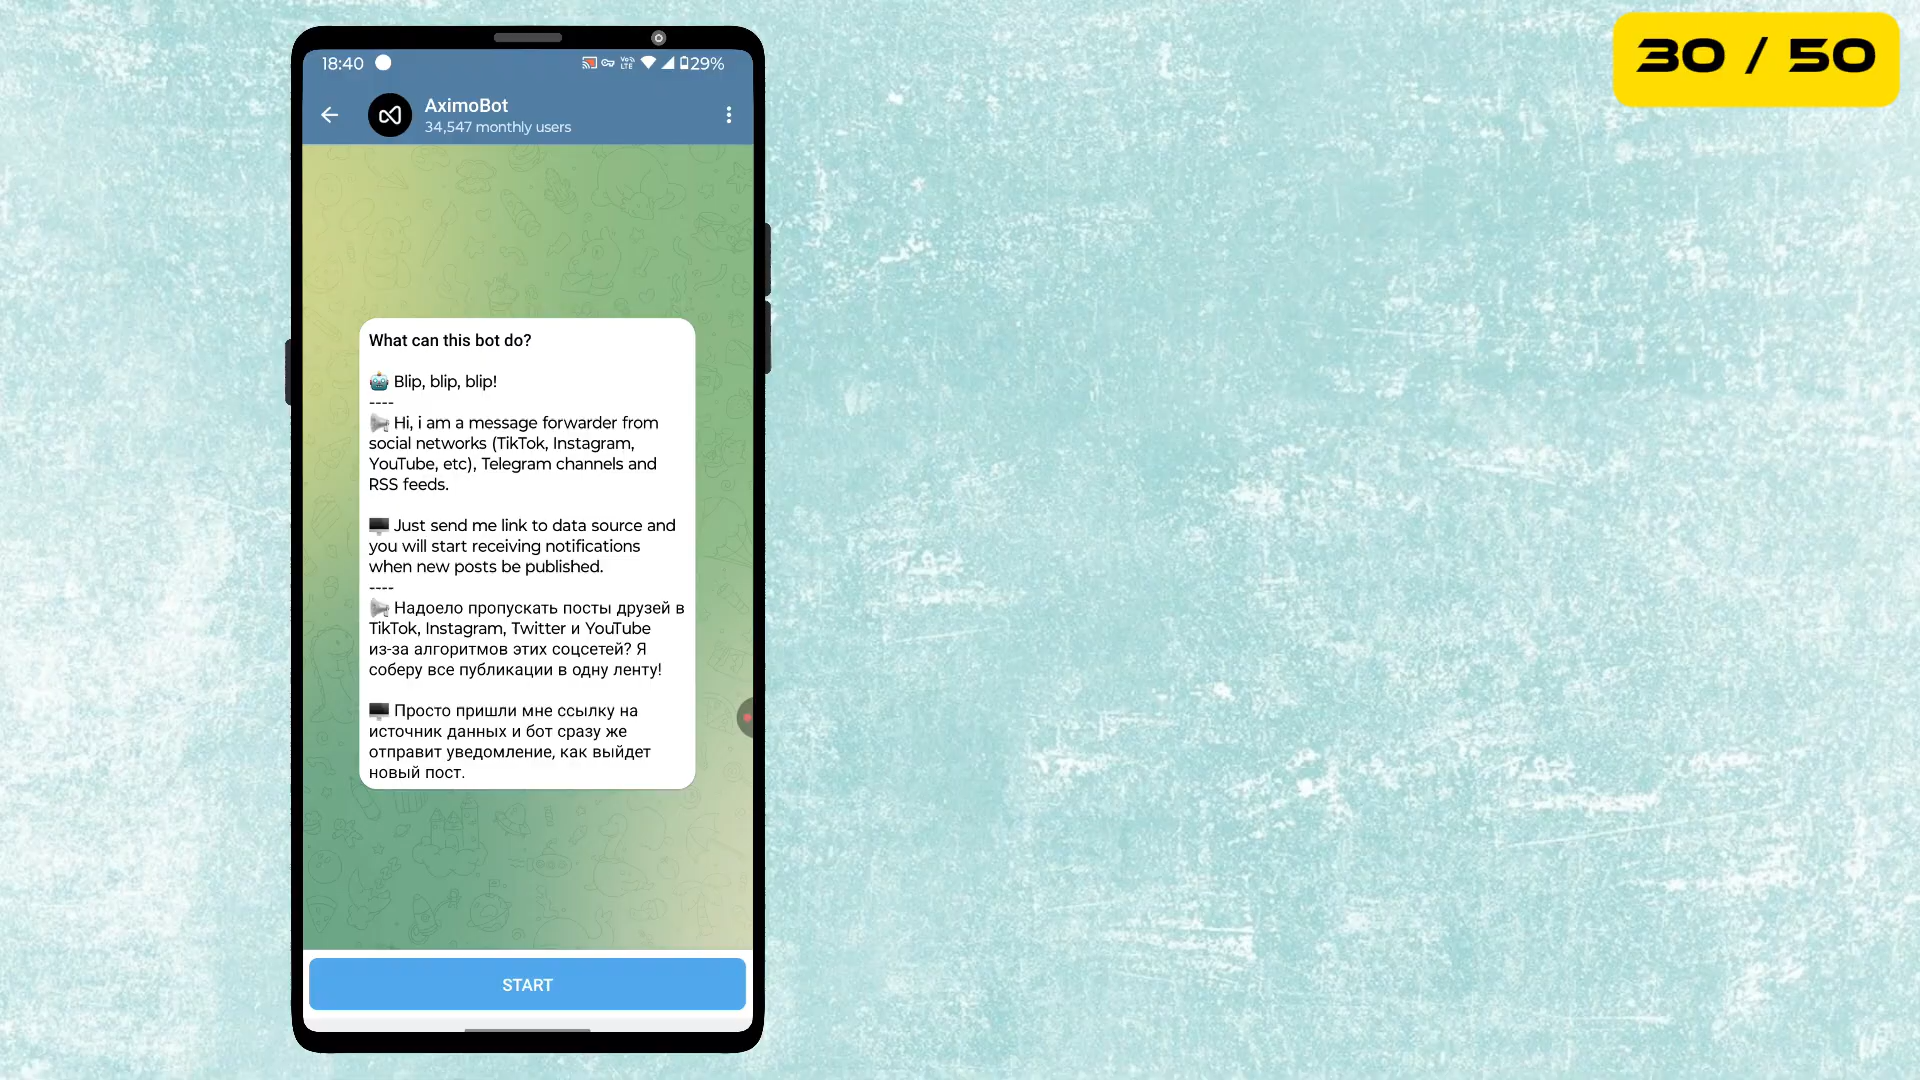 30 / 50
18:40
29%
AximoBot
34,547 monthly users
What can this bot do?
🤖 Blip, blip, blip!
----
📢 Hi, i am a message forwarder from
social networks (TikTok, Instagram,
YouTube, etc), Telegram channels and
RSS feeds.
🖥 Just send me link to data source and
you will start receiving notifications
when new posts be published.
----
📢 Надоело пропускать посты друзей в
TikTok, Instagram, Twitter и YouTube
из-за алгоритмов этих соцсетей? Я
соберу все публикации в одну ленту!
🖥 Просто пришли мне ссылку на
источник данных и бот сразу же
отправит уведомление, как выйдет
новый пост.
START